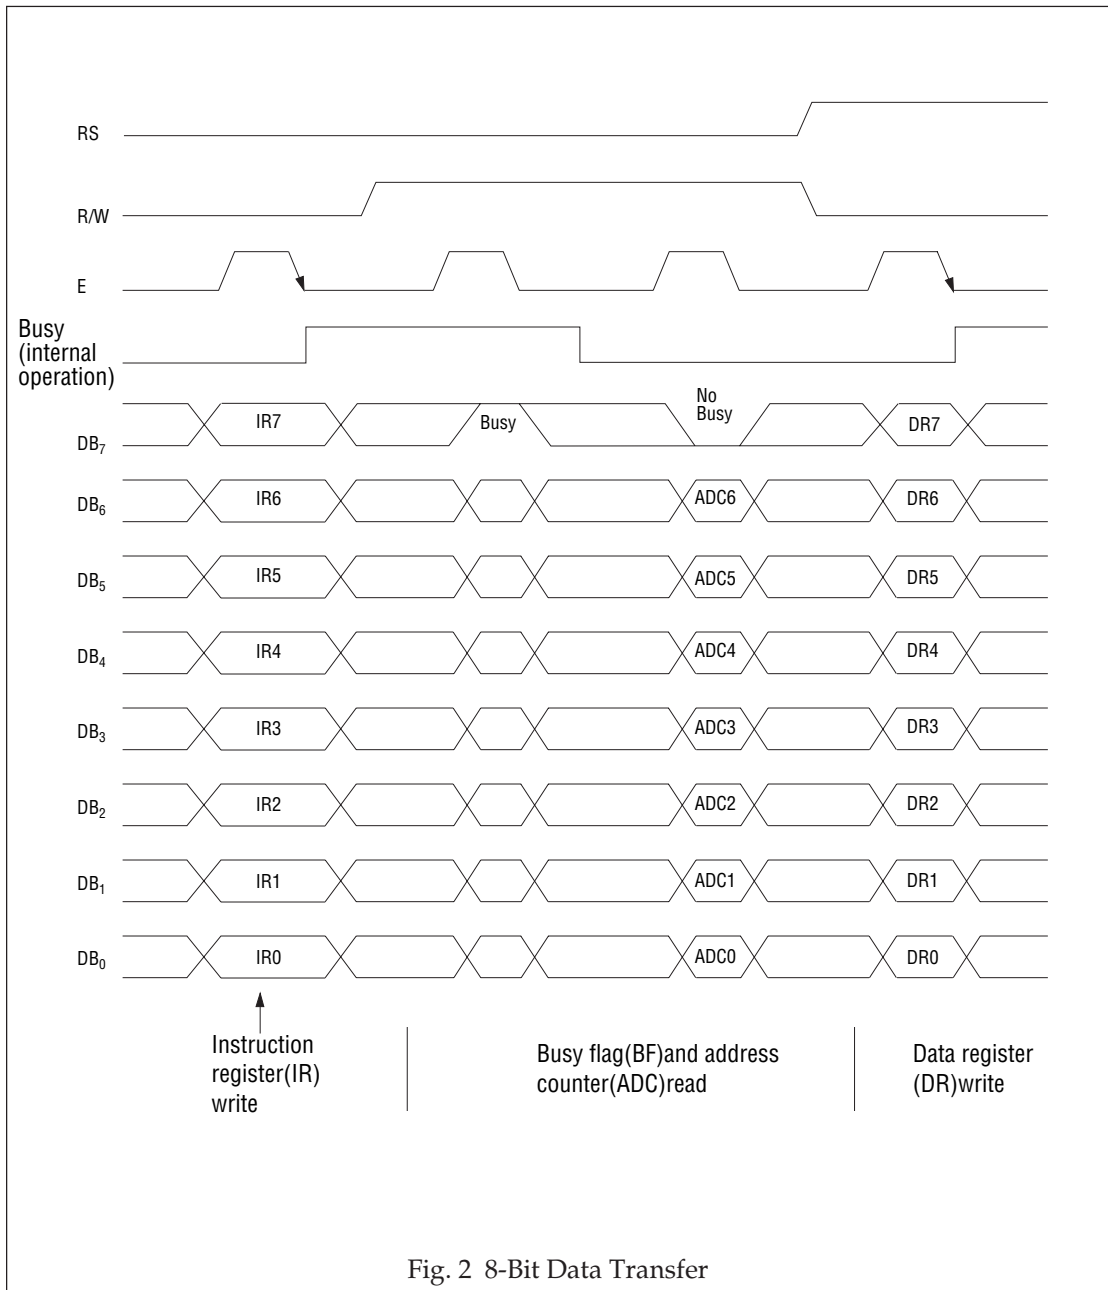 RS
R/W
E
Busy
(internal
operation)
No
Busy
DB₇ IR7 Busy DR7
DB₆ IR6 ADC6 DR6
DB₅ IR5 ADC5 DR5
DB₄ IR4 ADC4 DR4
DB₃ IR3 ADC3 DR3
DB₂ IR2 ADC2 DR2
DB₁ IR1 ADC1 DR1
DB₀ IR0 ADC0 DR0
Instruction
register(IR)
write
Busy flag(BF)and address
counter(ADC)read
Data register
(DR)write
Fig. 2 8-Bit Data Transfer